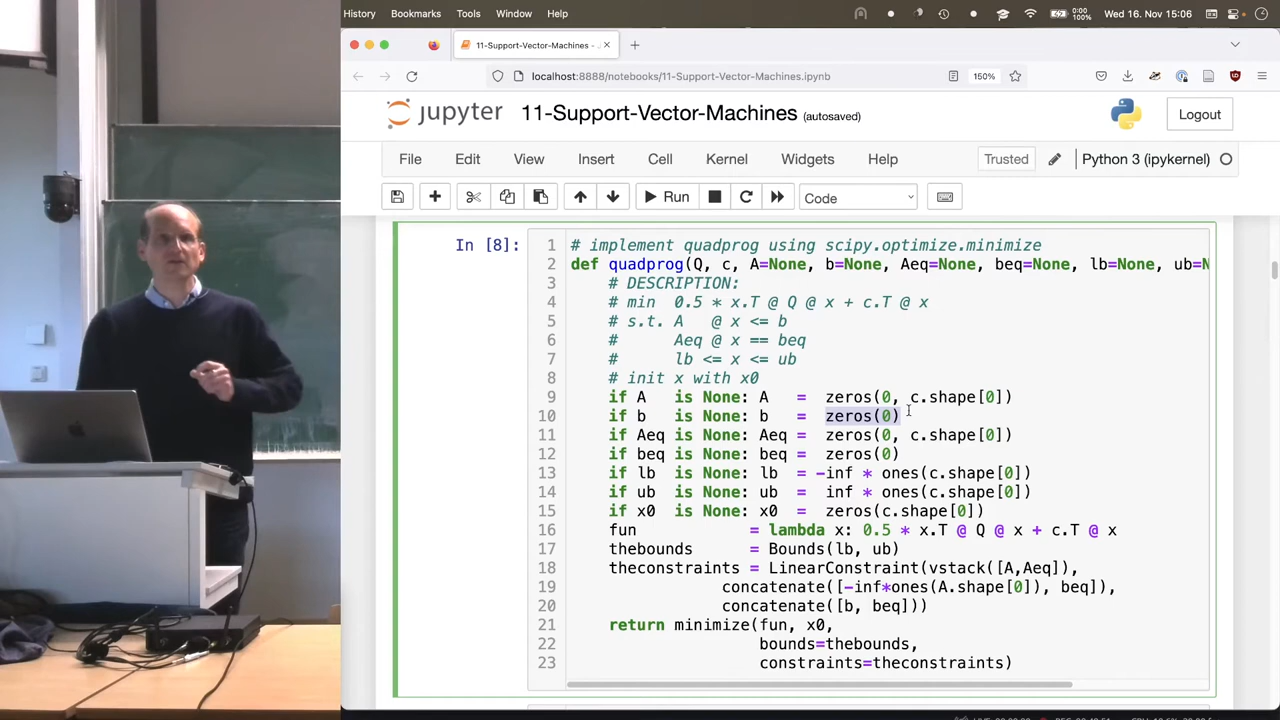 History Bookmarks Tools Window Help 0:00 100% Wed 16. Nov 15:06
11-Support-Vector-Machines - J
localhost:8888/notebooks/11-Support-Vector-Machines.ipynb 150%
jupyter 11-Support-Vector-Machines (autosaved) Logout
File Edit View Insert Cell Kernel Widgets Help Trusted Python 3 (ipykernel)
Run Code
In [8]:
1 # implement quadprog using scipy.optimize.minimize
2 def quadprog(Q, c, A=None, b=None, Aeq=None, beq=None, lb=None, ub=N
3 # DESCRIPTION:
4 # min 0.5 * x.T @ Q @ x + c.T @ x
5 # s.t. A @ x <= b
6 # Aeq @ x == beq
7 # lb <= x <= ub
8 # init x with x0
9 if A is None: A = zeros(0, c.shape[0])
10 if b is None: b = zeros(0)
11 if Aeq is None: Aeq = zeros(0, c.shape[0])
12 if beq is None: beq = zeros(0)
13 if lb is None: lb = -inf * ones(c.shape[0])
14 if ub is None: ub = inf * ones(c.shape[0])
15 if x0 is None: x0 = zeros(c.shape[0])
16 fun = lambda x: 0.5 * x.T @ Q @ x + c.T @ x
17 thebounds = Bounds(lb, ub)
18 theconstraints = LinearConstraint(vstack([A,Aeq]),
19 concatenate([-inf*ones(A.shape[0]), beq]),
20 concatenate([b, beq]))
21 return minimize(fun, x0,
22 bounds=thebounds,
23 constraints=theconstraints)